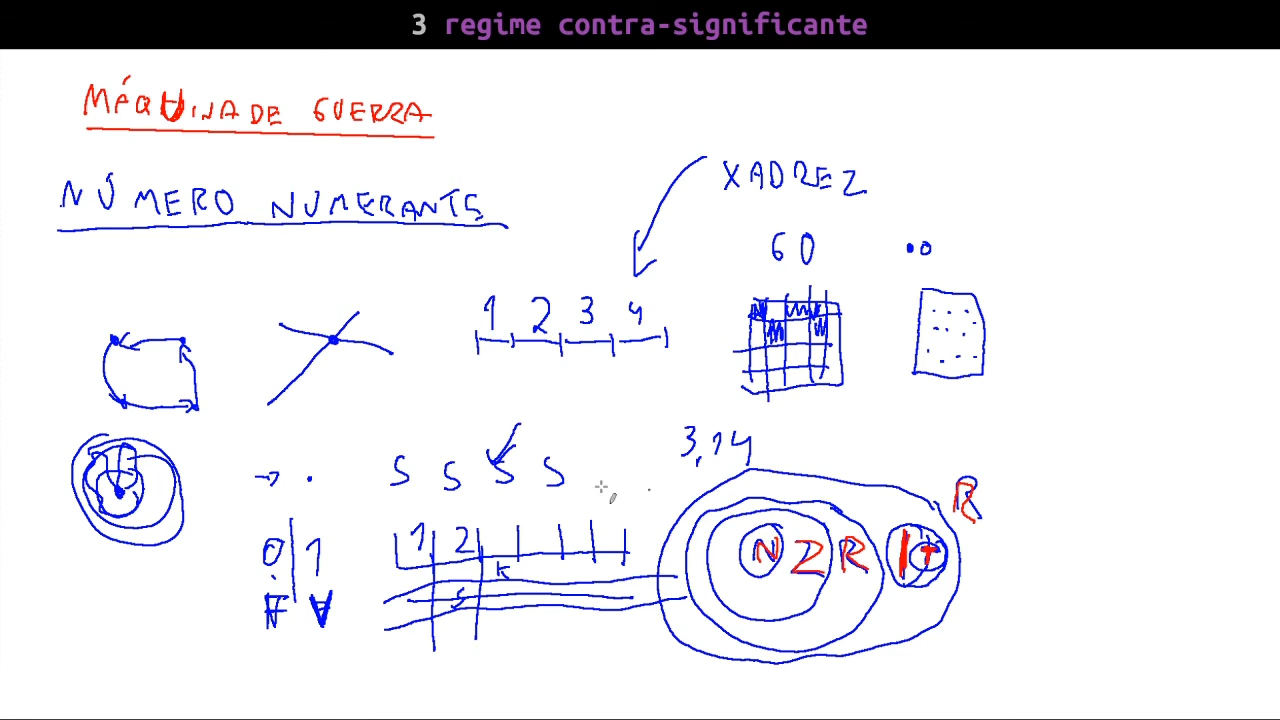 3 regime contra-significante
MÁQUINA DE GUERRA
XADREZ
NÚMERO NUMERANTE
60
1 2 3 4
3,14
S S S S
R
0 1
1 2
N Z R I T
F V